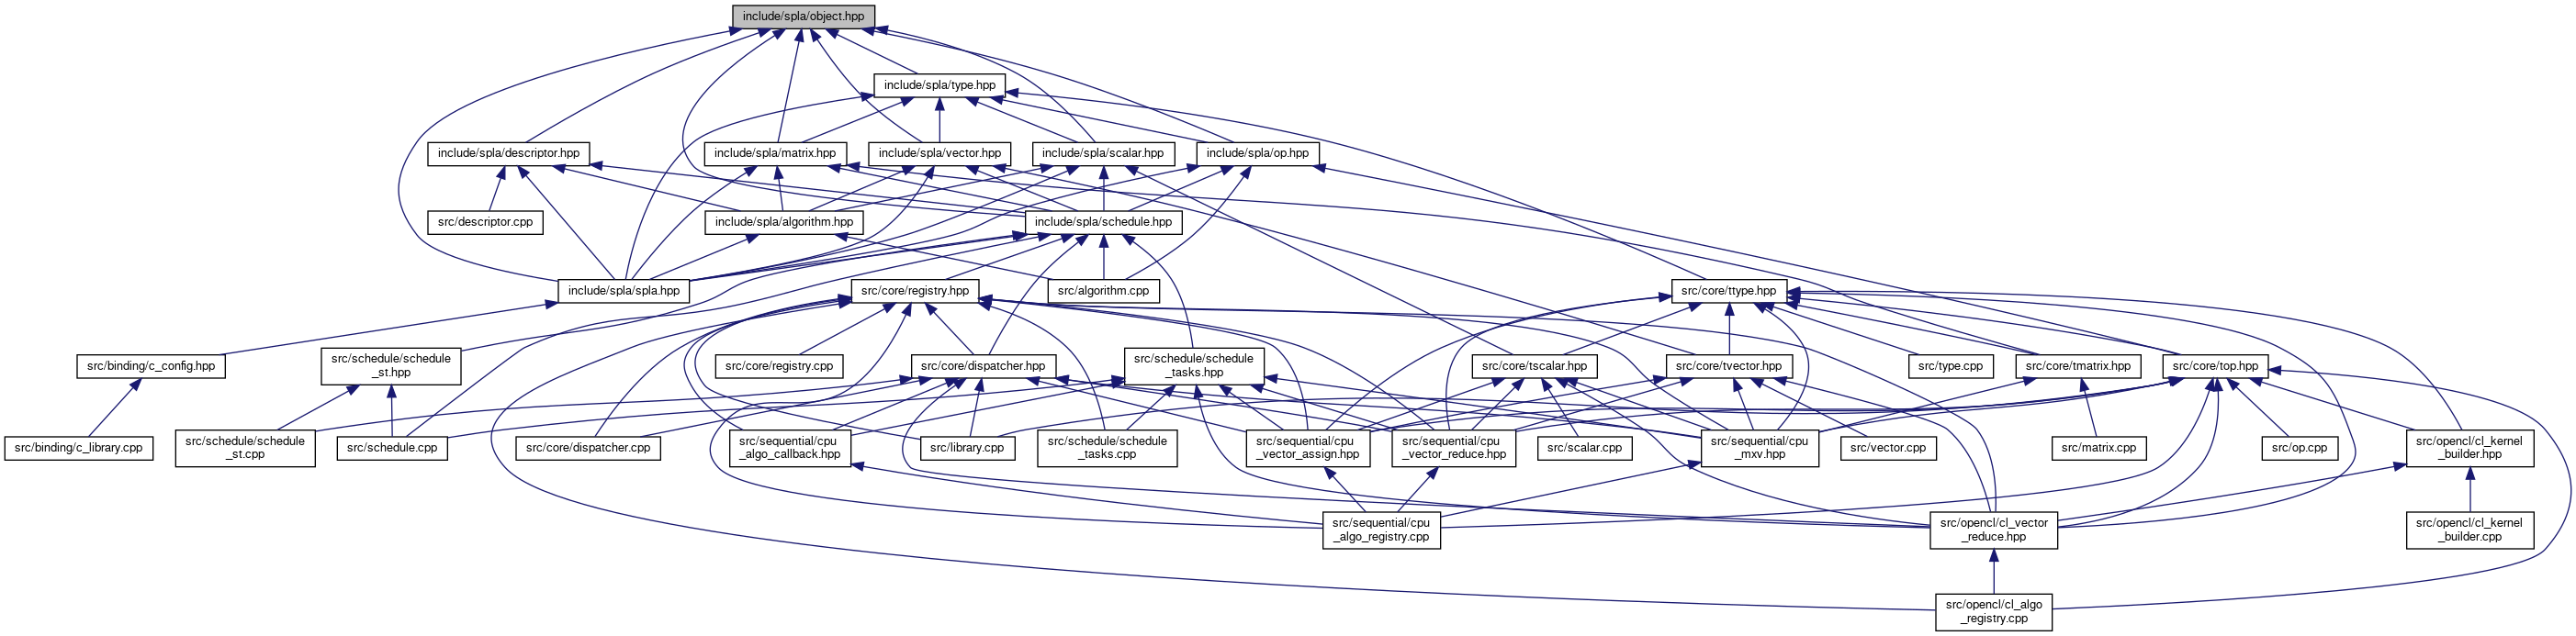 include/spla/object.hpp
include/spla/type.hpp
include/spla/descriptor.hpp
include/spla/matrix.hpp
include/spla/vector.hpp
include/spla/scalar.hpp
include/spla/op.hpp
src/descriptor.cpp
include/spla/algorithm.hpp
include/spla/schedule.hpp
include/spla/spla.hpp
src/core/registry.hpp
src/algorithm.cpp
src/core/ttype.hpp
src/binding/c_config.hpp
src/schedule/schedule
_st.hpp
src/core/registry.cpp
src/core/dispatcher.hpp
src/schedule/schedule
_tasks.hpp
src/core/tscalar.hpp
src/core/tvector.hpp
src/type.cpp
src/core/tmatrix.hpp
src/core/top.hpp
src/binding/c_library.cpp
src/schedule/schedule
_st.cpp
src/schedule.cpp
src/core/dispatcher.cpp
src/sequential/cpu
_algo_callback.hpp
src/library.cpp
src/schedule/schedule
_tasks.cpp
src/sequential/cpu
_vector_assign.hpp
src/sequential/cpu
_vector_reduce.hpp
src/scalar.cpp
src/sequential/cpu
_mxv.hpp
src/vector.cpp
src/matrix.cpp
src/op.cpp
src/opencl/cl_kernel
_builder.hpp
src/sequential/cpu
_algo_registry.cpp
src/opencl/cl_vector
_reduce.hpp
src/opencl/cl_kernel
_builder.cpp
src/opencl/cl_algo
_registry.cpp